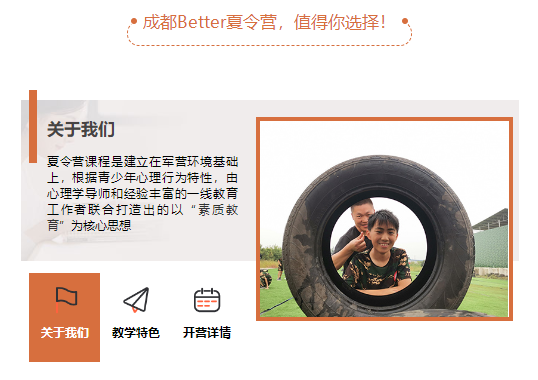 成都Better夏令营，值得你选择！
关于我们
夏令营课程是建立在军营环境基础
上，根据青少年心理行为特性，由
心理学导师和经验丰富的一线教育
工作者联合打造出的以“素质教
育”为核心思想
关于我们
教学特色
开营详情